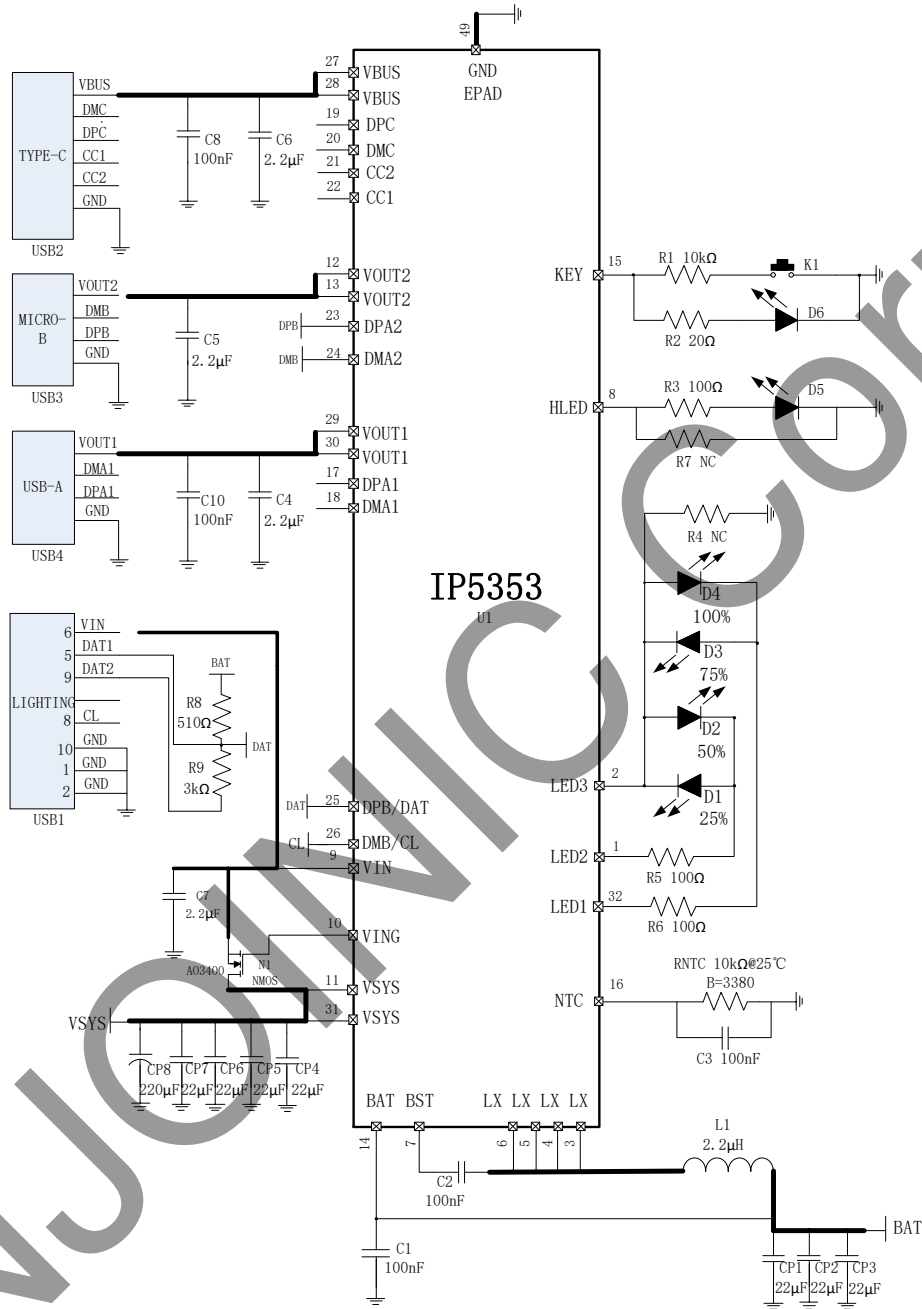 49
GND
EPAD
27
VBUS
28
VBUS
19
DPC
20
DMC
21
CC2
22
CC1
TYPE-C
VBUS
DMC
DPC
CC1
CC2
GND
USB2
C8
100nF
C6
2.2μF
12
VOUT2
13
VOUT2
23
DPB
DPA2
24
DMB
DMA2
MICRO-
B
VOUT2
DMB
DPB
GND
USB3
C5
2.2μF
29
VOUT1
30
VOUT1
17
DPA1
18
DMA1
USB-A
VOUT1
DMA1
DPA1
GND
USB4
C10
100nF
C4
2.2μF
IP5353
U1
KEY
15
R1 10kΩ
K1
R2 20Ω
D6
HLED
8
R3 100Ω
D5
R7 NC
R4 NC
D4
100%
D3
75%
D2
50%
D1
25%
LED3
2
LED2
1
R5 100Ω
LED1
32
R6 100Ω
NTC
16
RNTC 10kΩ@25℃
B=3380
C3 100nF
LIGHTING
6 VIN
5 DAT1
9 DAT2
8 CL
10 GND
1 GND
2 GND
USB1
BAT
R8
510Ω
DAT
R9
3kΩ
DAT
25
DPB/DAT
CL
26
DMB/CL
9
VIN
C7
2.2μF
10
VING
AO3400
N1
NMOS
11
VSYS
31
VSYS
VSYS
CP8
220μF
CP7
22μF
CP6
22μF
CP5
22μF
CP4
22μF
BAT BST LX LX LX LX
14
7
6
5
4
3
C2
100nF
L1
2.2μH
C1
100nF
BAT
CP1
22μF
CP2
22μF
CP3
22μF
INJOINIC Corp